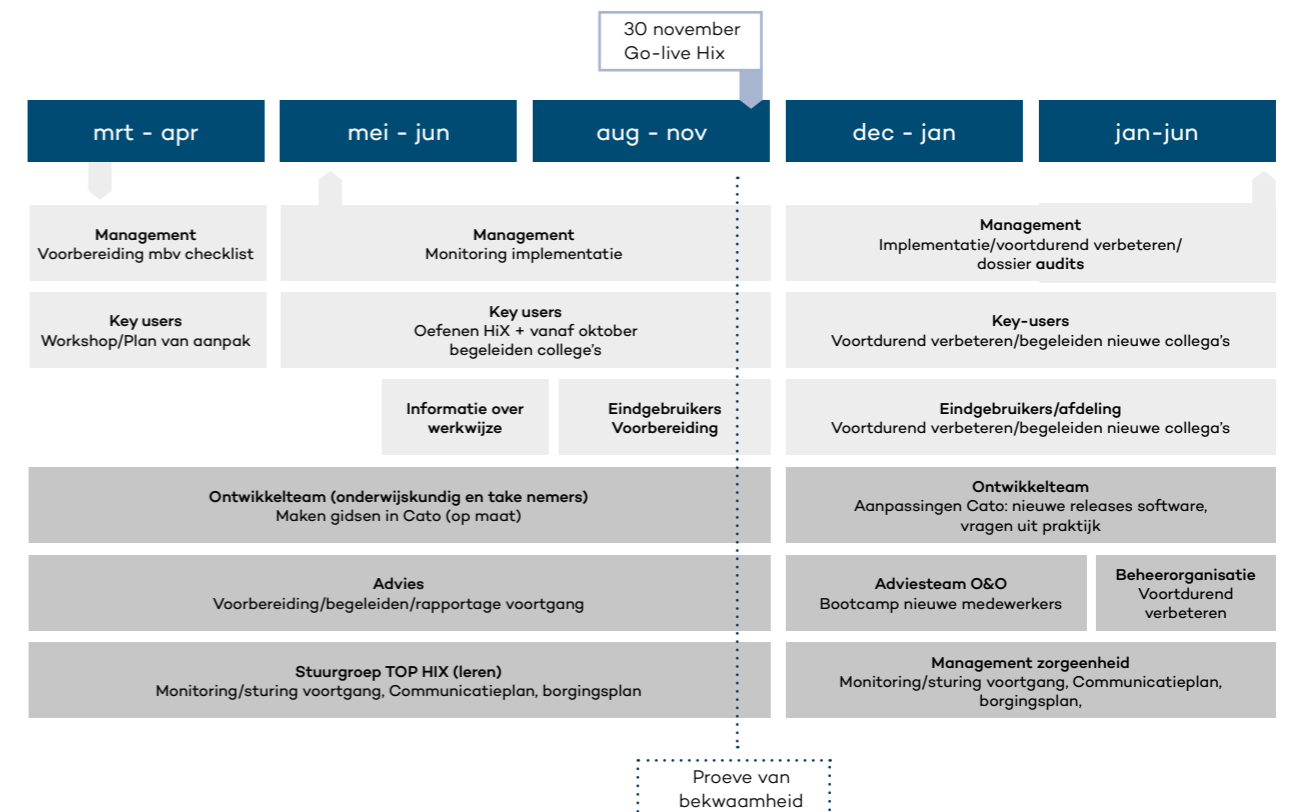 30 november
Go-live Hix
mrt - apr
mei - jun
aug - nov
dec - jan
jan-jun
Management
Voorbereiding mbv checklist
Management
Monitoring implementatie
Management
Implementatie/voortdurend verbeteren/
dossier audits
Key users
Workshop/Plan van aanpak
Key users
Oefenen HiX + vanaf oktober
begeleiden college's
Key-users
Voortdurend verbeteren/begeleiden nieuwe collega's
Informatie over
werkwijze
Eindgebruikers
Voorbereiding
Eindgebruikers/afdeling
Voortdurend verbeteren/begeleiden nieuwe collega's
Ontwikkelteam (onderwijskundig en take nemers)
Maken gidsen in Cato (op maat)
Ontwikkelteam
Aanpassingen Cato: nieuwe releases software,
vragen uit praktijk
Advies
Voorbereiding/begeleiden/rapportage voortgang
Adviesteam O&O
Bootcamp nieuwe medewerkers
Beheerorganisatie
Voortdurend
verbeteren
Stuurgroep TOP HIX (leren)
Monitoring/sturing voortgang, Communicatieplan, borgingsplan
Management zorgeenheid
Monitoring/sturing voortgang, Communicatieplan,
borgingsplan,
Proeve van
bekwaamheid